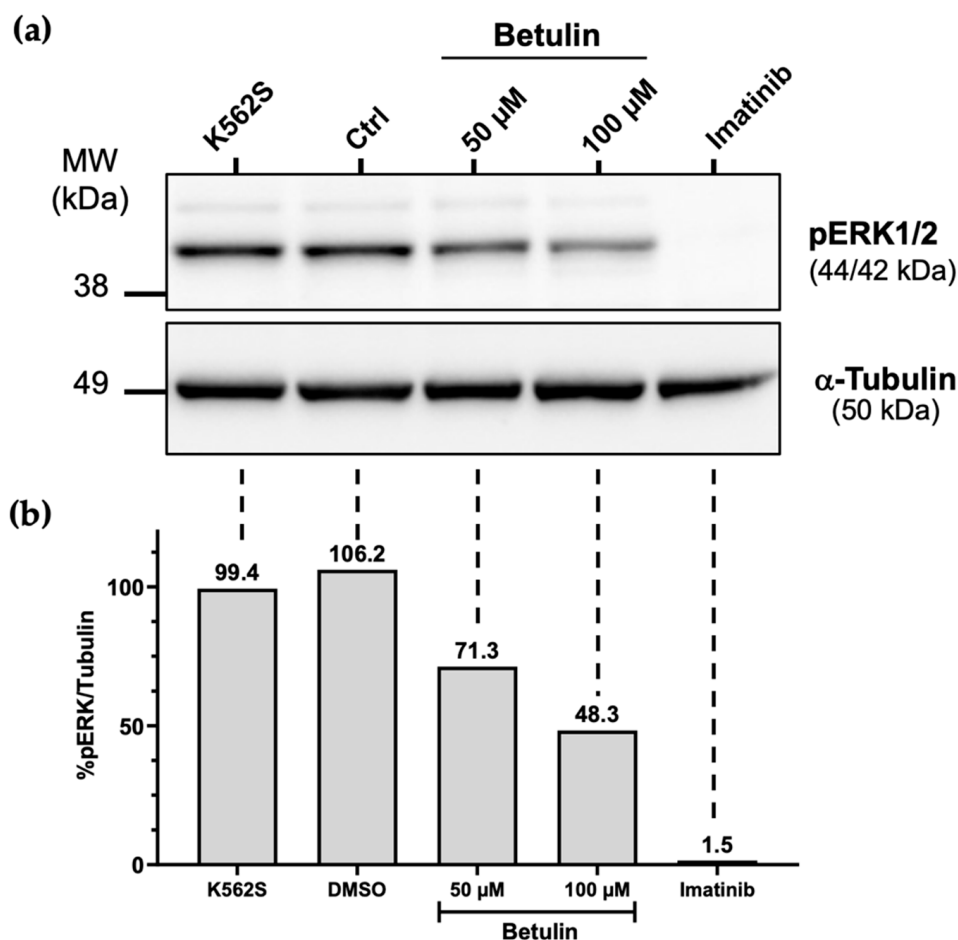 (a)
Betulin
K562S
Ctrl
50 µM
100 µM
Imatinib
MW
(kDa)
pERK1/2
(44/42 kDa)
38
49
α-Tubulin
(50 kDa)
(b)
%pERK/Tubulin
100
50
0
99.4
106.2
71.3
48.3
1.5
K562S
DMSO
50 µM
100 µM
Imatinib
Betulin